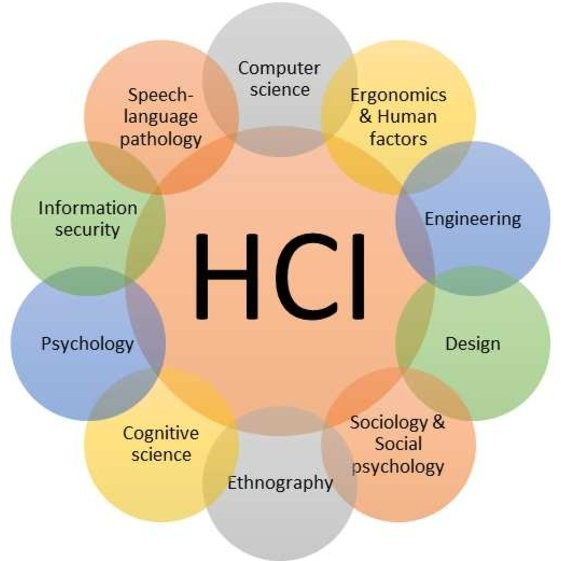 Computer
science
Ergonomics
& Human
factors
Engineering
Design
Sociology &
Social
psychology
Ethnography
Cognitive
science
Psychology
Information
security
Speech-
language
pathology
HCI